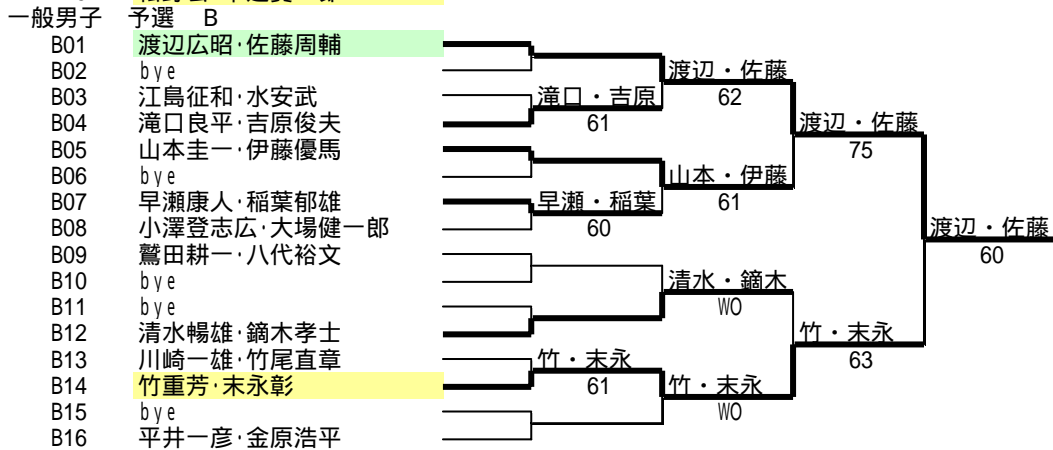 一般男子 予選 B
B01 渡辺広昭･佐藤周輔
B02 bye 渡辺・佐藤
B03 江島征和･水安武 滝口・吉原 62
B04 滝口良平･吉原俊夫 61 渡辺・佐藤
B05 山本圭一･伊藤優馬 75
B06 bye 山本・伊藤
B07 早瀬康人･稲葉郁雄 早瀬・稲葉 61
B08 小澤登志広･大場健一郎 60 渡辺・佐藤
B09 鷲田耕一･八代裕文 60
B10 bye 清水・鏑木
B11 bye WO
B12 清水暢雄･鏑木孝士 竹・末永
B13 川崎一雄･竹尾直章 竹・末永 63
B14 竹重芳･末永彰 61 竹・末永
B15 bye WO
B16 平井一彦･金原浩平